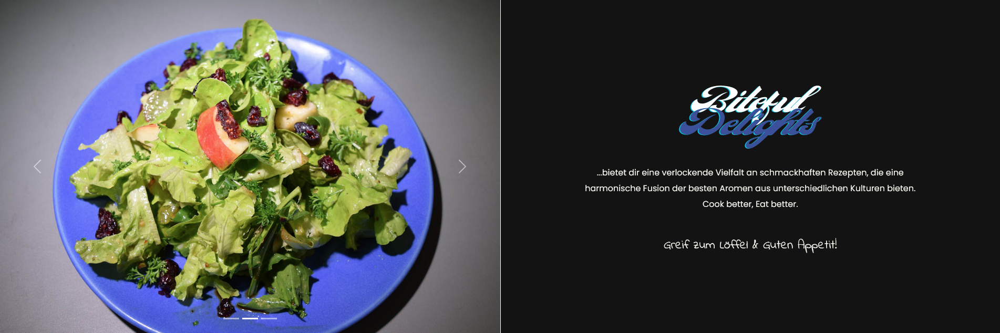 Biteful
Delights
...bietet dir eine verlockende Vielfalt an schmackhaften Rezepten, die eine
harmonische Fusion der besten Aromen aus unterschiedlichen Kulturen bieten.
Cook better, Eat better.
Greif zum Löffel & Guten Appetit!